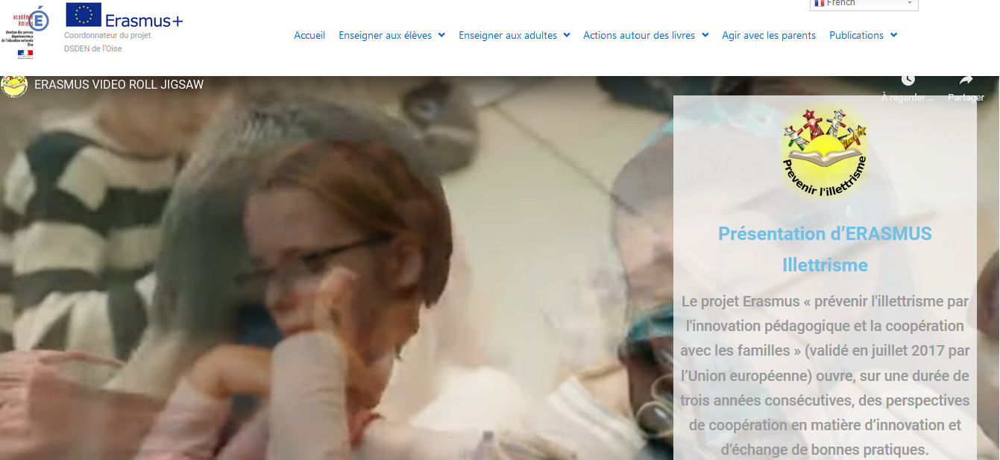 académie
Amiens
direction des services
départementaux
de l'éducation nationale
Oise
Erasmus+
Coordonnateur du projet
DSDEN de l'Oise
French
Accueil Enseigner aux élèves Enseigner aux adultes Actions autour des livres Agir avec les parents Publications
ERASMUS VIDEO ROLL JIGSAW
À regarder ... Partager
Prevenir l'illettrisme
Présentation d’ERASMUS
Illettrisme
Le projet Erasmus « prévenir l'illettrisme par
l'innovation pédagogique et la coopération
avec les familles » (validé en juillet 2017 par
l’Union européenne) ouvre, sur une durée de
trois années consécutives, des perspectives
de coopération en matière d’innovation et
d’échange de bonnes pratiques.